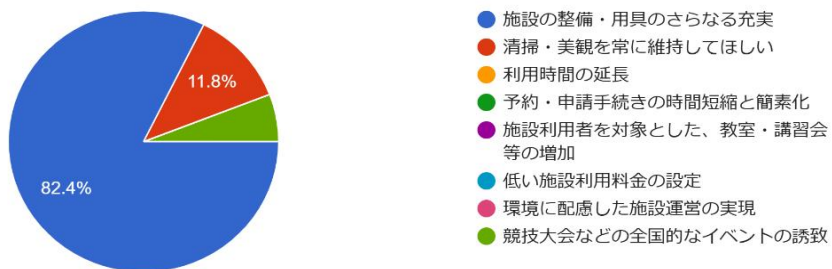 施設の整備・用具のさらなる充実
清掃・美観を常に維持してほしい
利用時間の延長
予約・申請手続きの時間短縮と簡素化
施設利用者を対象とした、教室・講習会
等の増加
低い施設利用料金の設定
環境に配慮した施設運営の実現
競技大会などの全国的なイベントの誘致
11.8%
82.4%